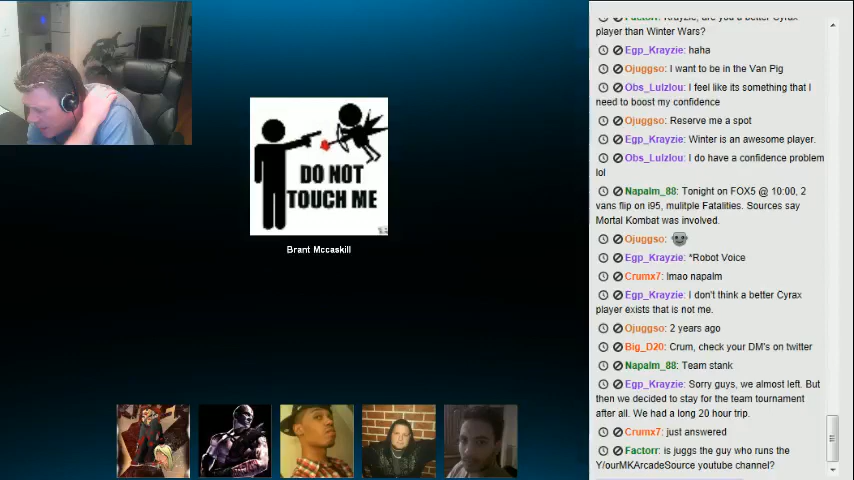 DO NOT
TOUCH ME
Brant Mccaskill
Factorr: Krayzie, are you a better Cyrax
player than Winter Wars?
Egp_Krayzie: haha
Ojuggso: I want to be in the Van Pig
Obs_Lulzlou: I feel like its something that I
need to boost my confidence
Ojuggso: Reserve me a spot
Egp_Krayzie: Winter is an awesome player.
Obs_Lulzlou: I do have a confidence problem
lol
Napalm_88: Tonight on FOX5 @ 10:00, 2
vans flip on i95, mulitple Fatalities. Sources say
Mortal Kombat was involved.
Ojuggso:
Egp_Krayzie: *Robot Voice
Crumx7: lmao napalm
Egp_Krayzie: I don't think a better Cyrax
player exists that is not me.
Ojuggso: 2 years ago
Big_D20: Crum, check your DM's on twitter
Napalm_88: Team stank
Egp_Krayzie: Sorry guys, we almost left. But
then we decided to stay for the team tournament
after all. We had a long 20 hour trip.
Crumx7: just answered
Factorr: is juggs the guy who runs the
Y/ourMKArcadeSource youtube channel?